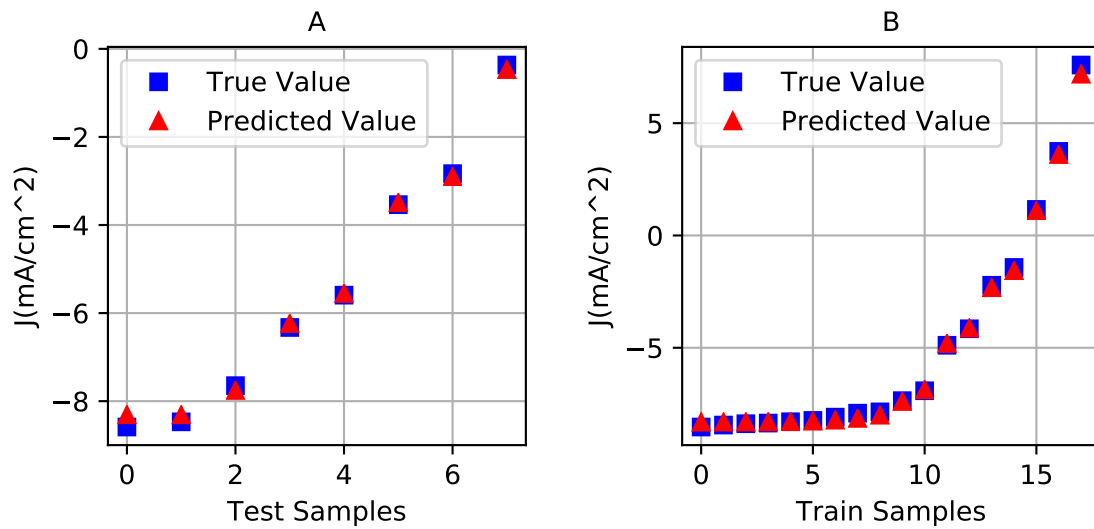 A
J(mA/cm^2)
0
−2
−4
−6
−8
True Value
Predicted Value
0
2
4
6
Test Samples
B
J(mA/cm^2)
5
0
−5
True Value
Predicted Value
0
5
10
15
Train Samples